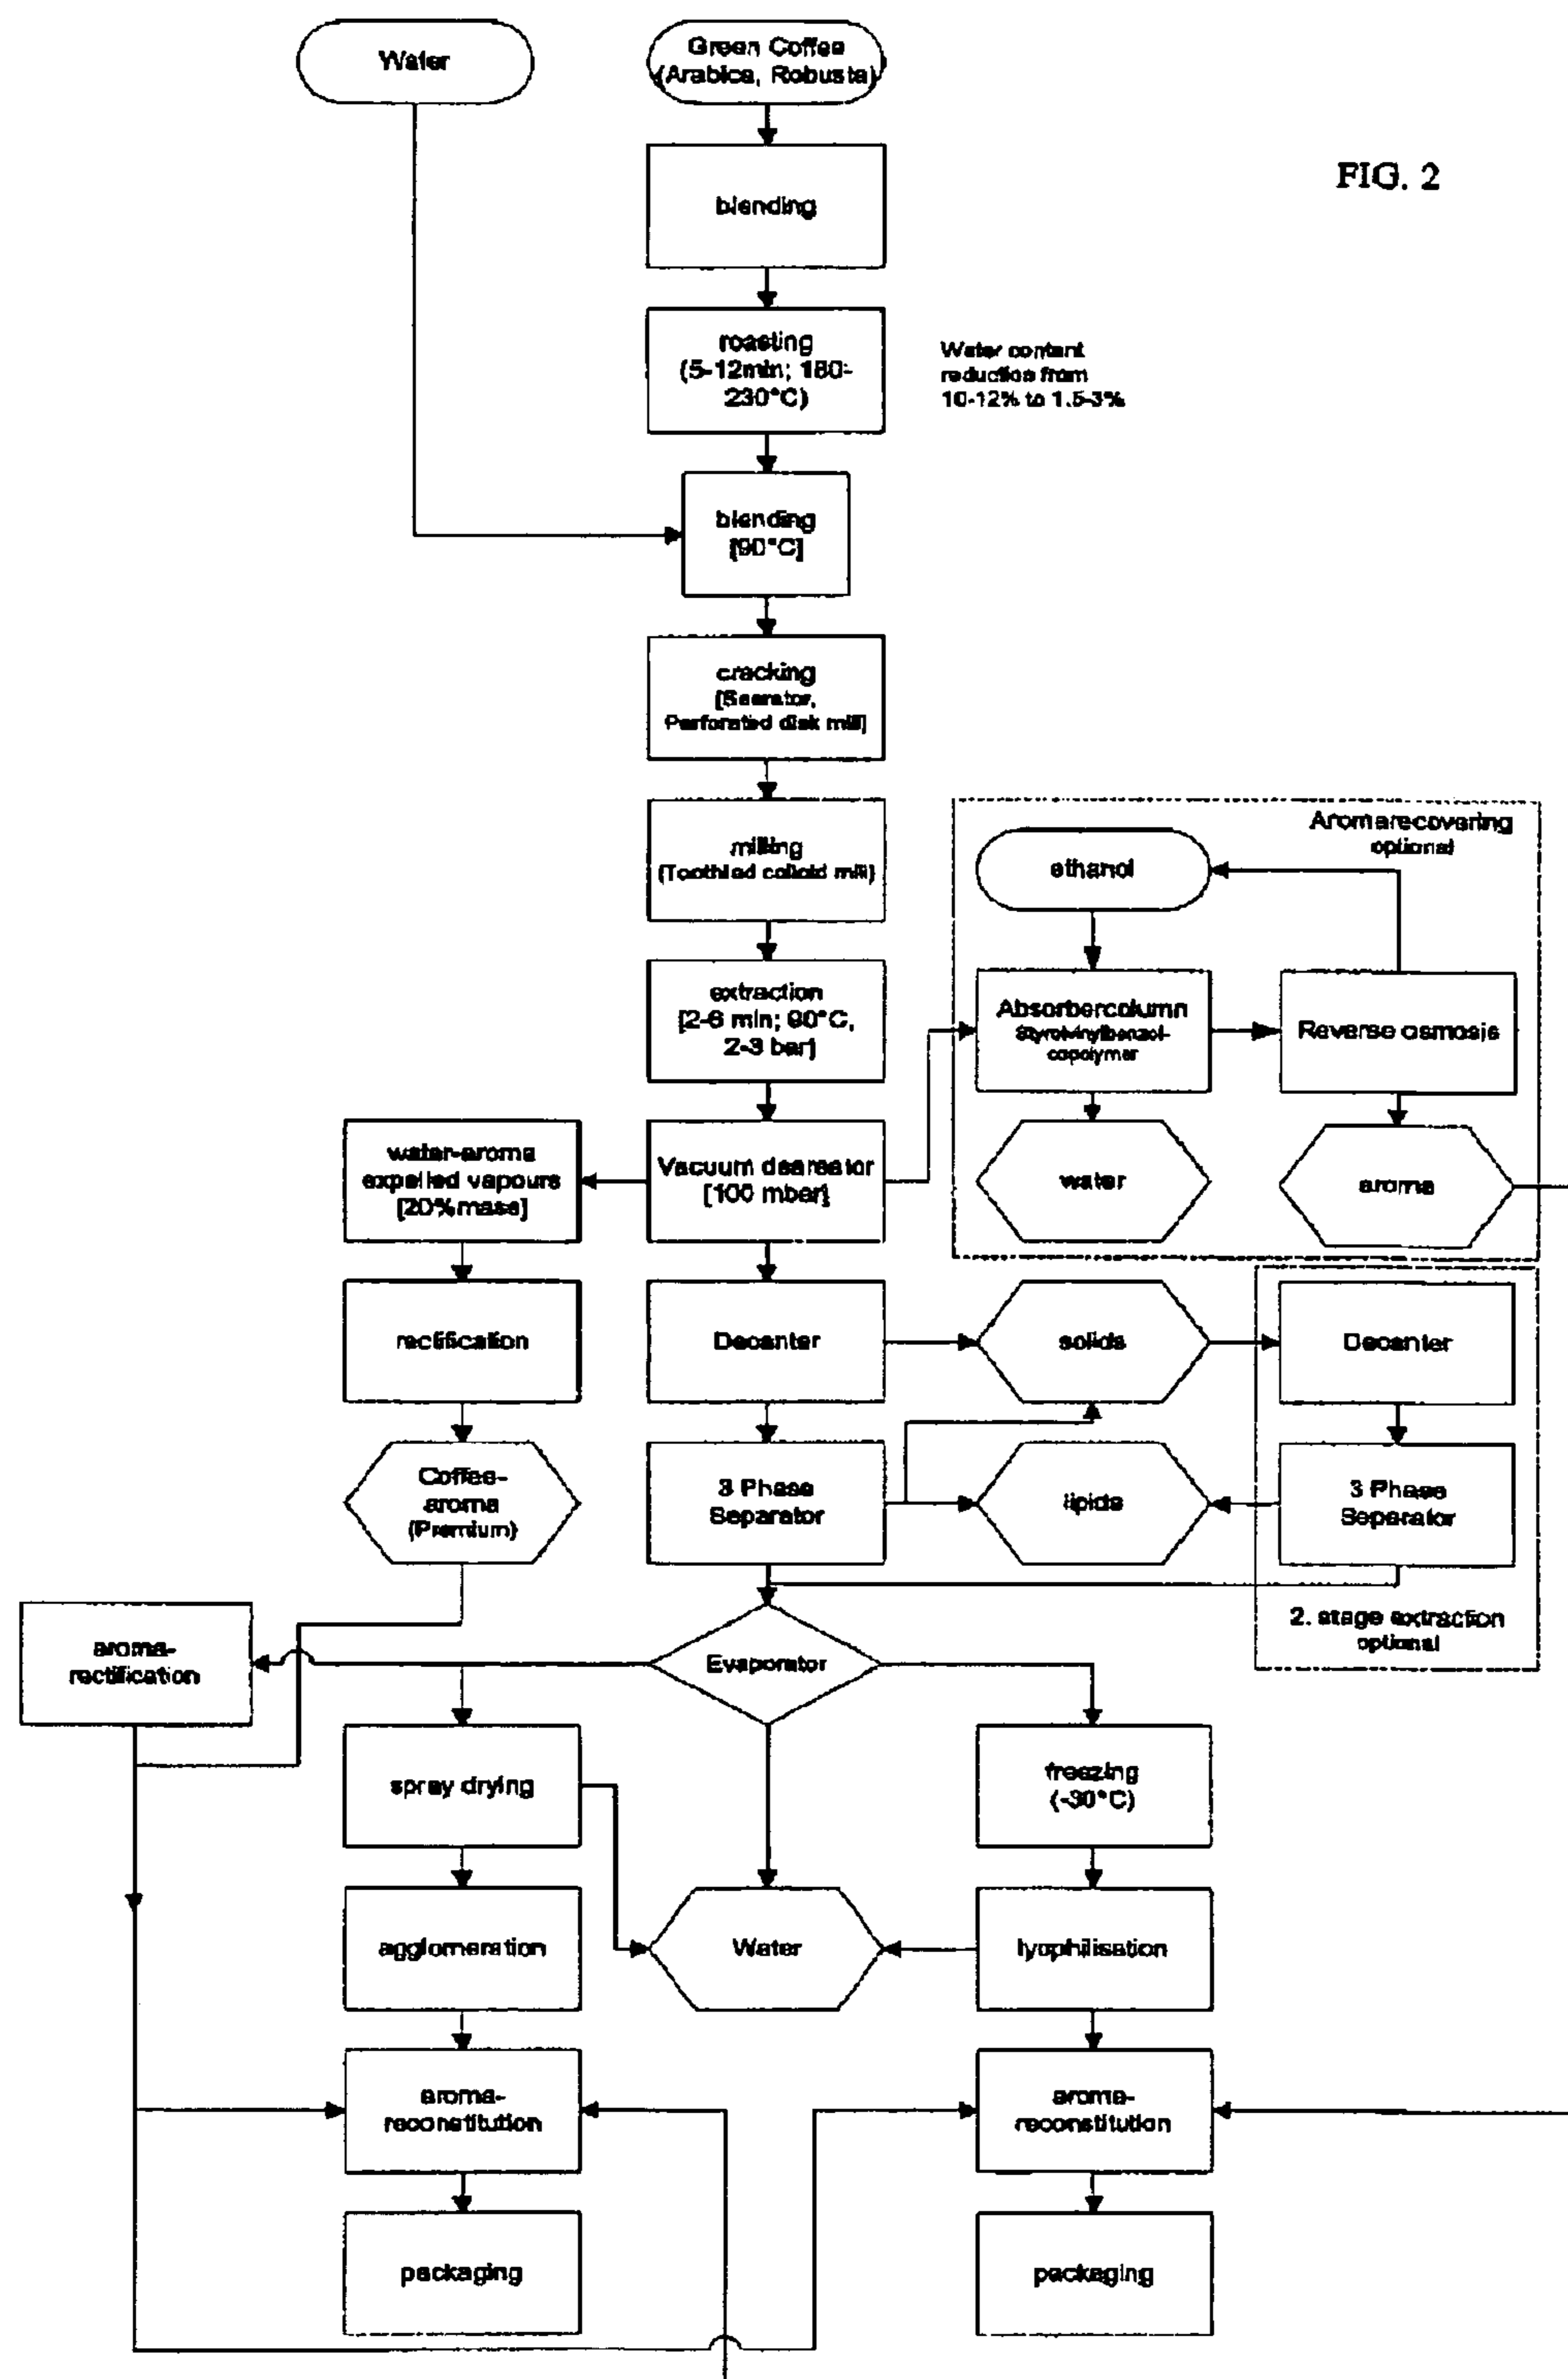 Water
Green Coffee
(Arabica, Robusta)
FIG. 2
blending
roasting
(5-12min; 180-
230°C)
Water content
reduction from
10-12% to 1.5-3%
blending
[90°C]
cracking
Perforated disk mill]
milling
(Toothled colloid mill)
Aromarecovering
optional
ethanol
extraction
[2-6 min; 90°C,
2-3 bar]
Absorbercolumn
Styrolvinylbenzol-
copolymer
Reverse osmosis
water-aroma
expelled vapours
[20%mass]
Vacuum deareator
[100 mbar]
water
aroma
rectification
Decanter
solids
Decanter
Coffee-
aroma
(Premium)
3 Phase
Separator
lipids
3 Phase
Separator
2. stage extraction
optional
aroma-
rectification
Evaporator
spray drying
freezing
(-30°C)
agglomeration
Water
lyophilisation
aroma-
reconstitution
aroma-
reconstitution
packaging
packaging